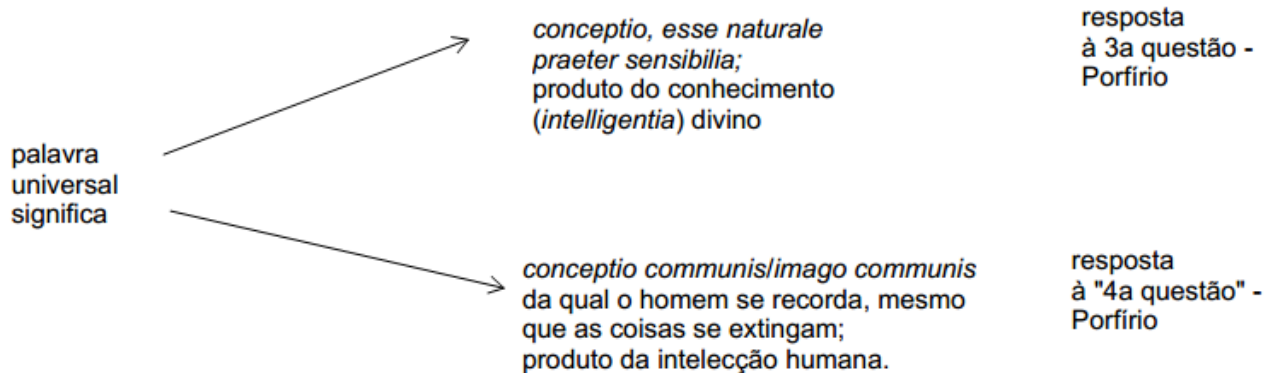 conceptio, esse naturale
praeter sensibilia;
produto do conhecimento
(intelligentia) divino
resposta
à 3a questão -
Porfírio
palavra
universal
significa
conceptio communis/imago communis
da qual o homem se recorda, mesmo
que as coisas se extingam;
produto da intelecção humana.
resposta
à "4a questão" -
Porfírio